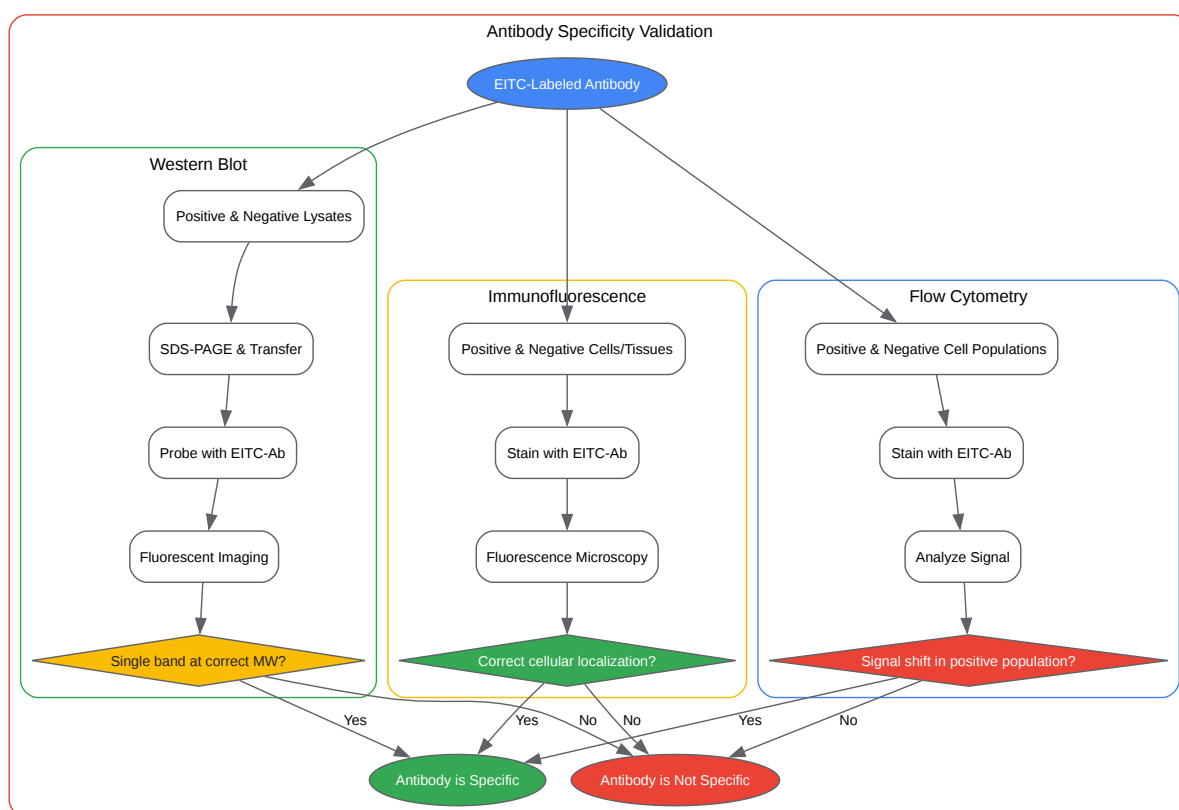 Antibody Specificity Validation
EITC-Labeled Antibody
Western Blot
Positive & Negative Lysates
SDS-PAGE & Transfer
Probe with EITC-Ab
Fluorescent Imaging
Single band at correct MW?
Immunofluorescence
Positive & Negative Cells/Tissues
Stain with EITC-Ab
Fluorescence Microscopy
Correct cellular localization?
Flow Cytometry
Positive & Negative Cell Populations
Stain with EITC-Ab
Analyze Signal
Signal shift in positive population?
Yes
Yes
No
No
Yes
No
Antibody is Specific
Antibody is Not Specific